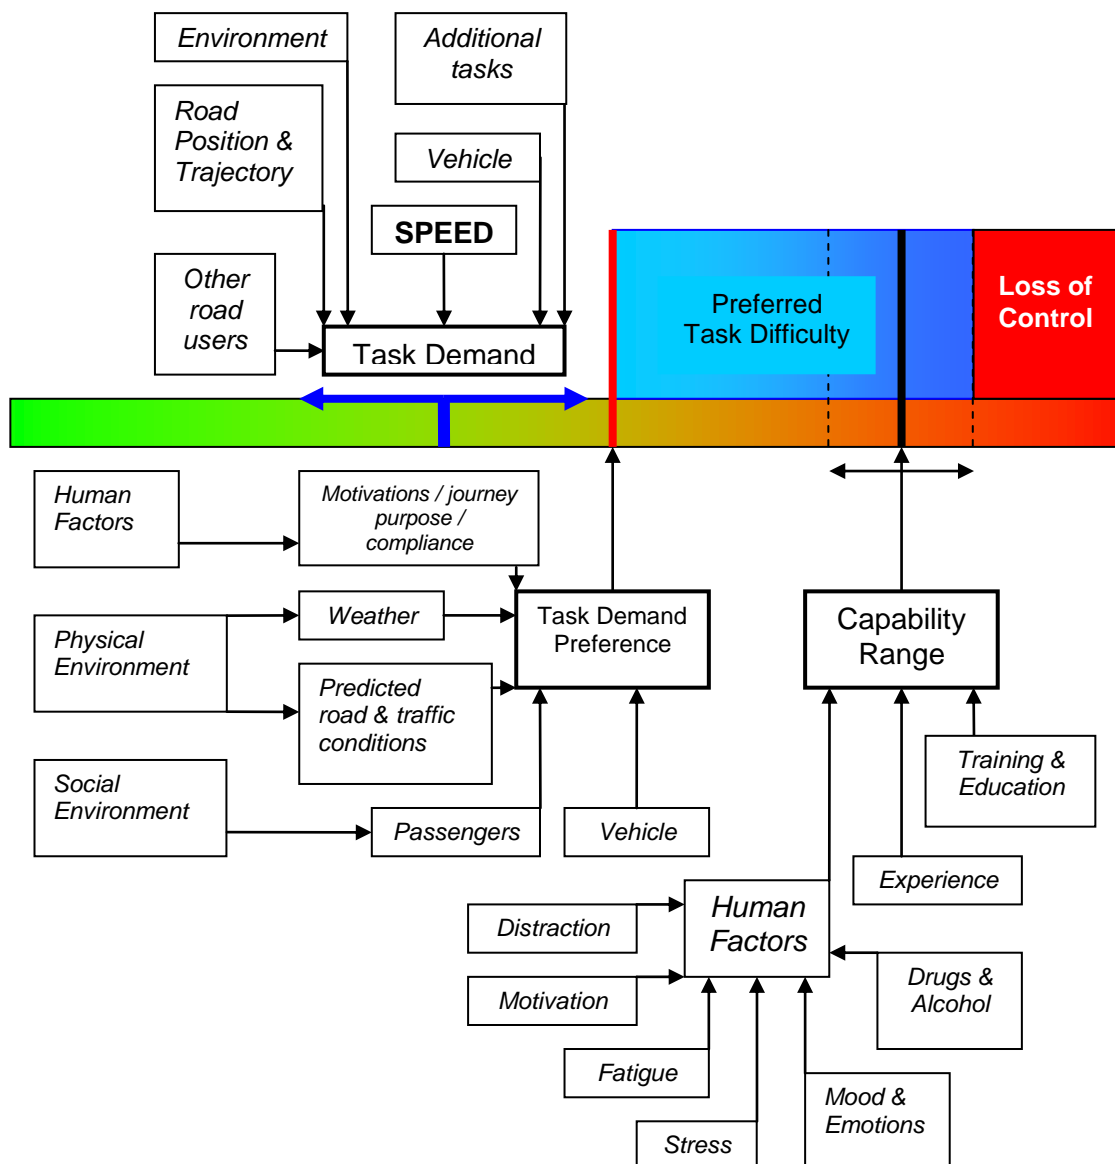 Environment
Additional
tasks
Road
Position &
Trajectory
Vehicle
SPEED
Other
road
users
Task Demand
Preferred
Task Difficulty
Loss of
Control
Human
Factors
Motivations / journey
purpose /
compliance
Physical
Environment
Weather
Task Demand
Preference
Capability
Range
Predicted
road & traffic
conditions
Social
Environment
Passengers
Vehicle
Training &
Education
Experience
Distraction
Human
Factors
Motivation
Drugs &
Alcohol
Fatigue
Mood &
Emotions
Stress